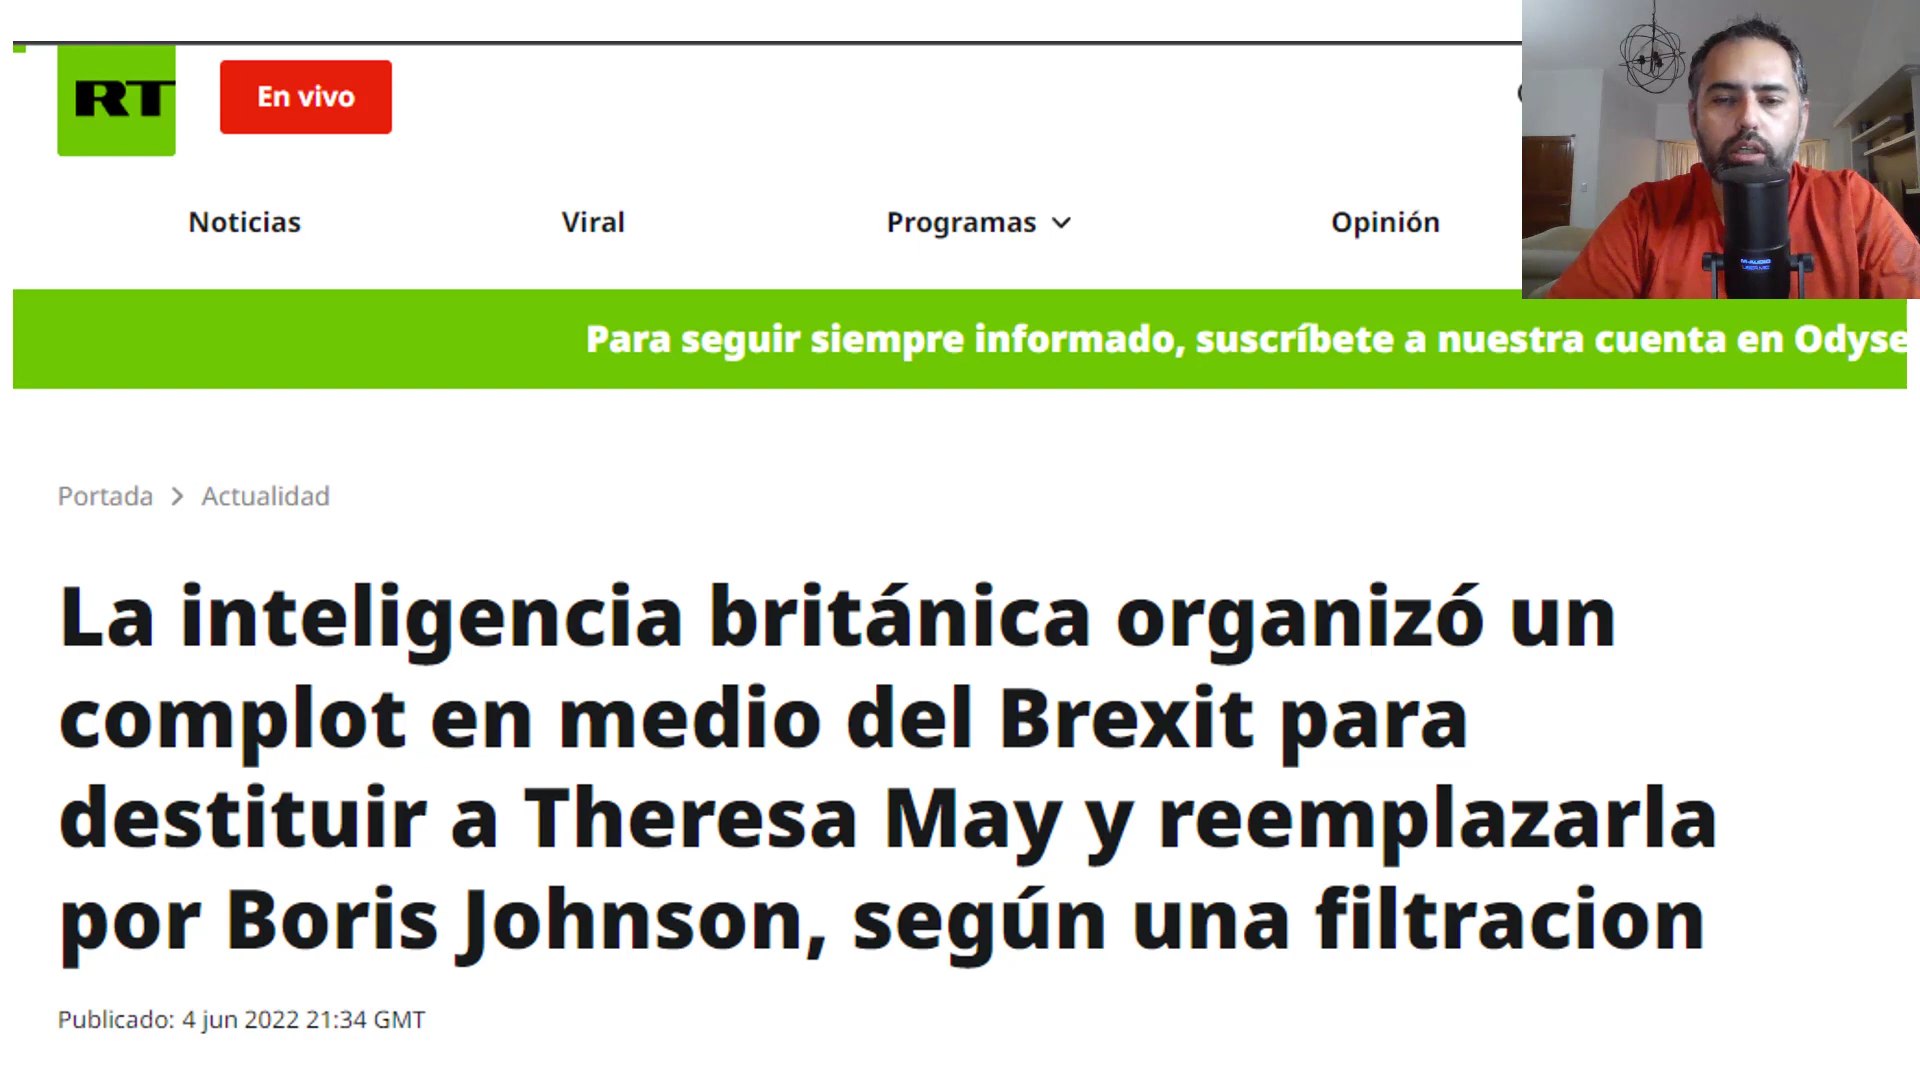 RT
En vivo
Noticias
Viral
Programas
Opinión
Para seguir siempre informado, suscríbete a nuestra cuenta en Odyse
Portada > Actualidad
La inteligencia británica organizó un
complot en medio del Brexit para
destituir a Theresa May y reemplazarla
por Boris Johnson, según una filtracion
Publicado: 4 jun 2022 21:34 GMT
M-AUDIO